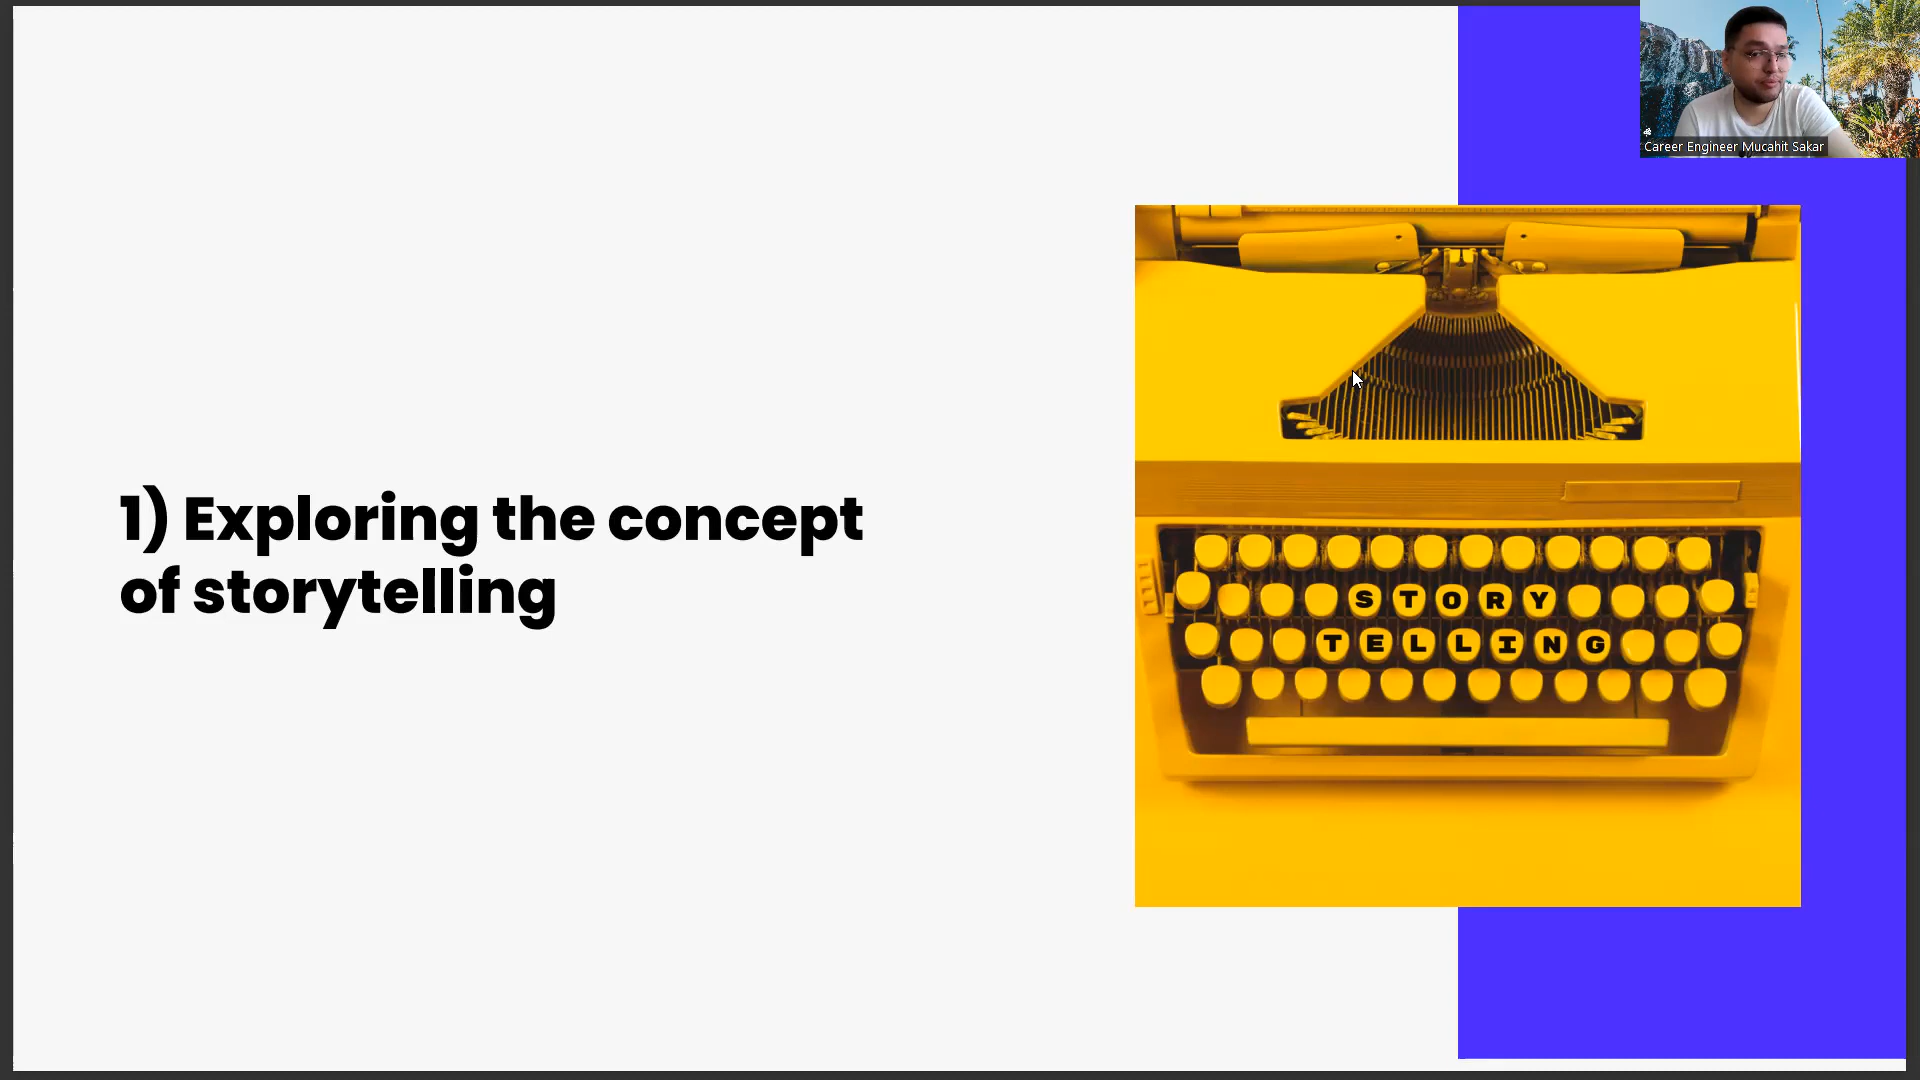 Career Engineer Mucahit Sakar
1) Exploring the concept
of storytelling
STORY
TELLING